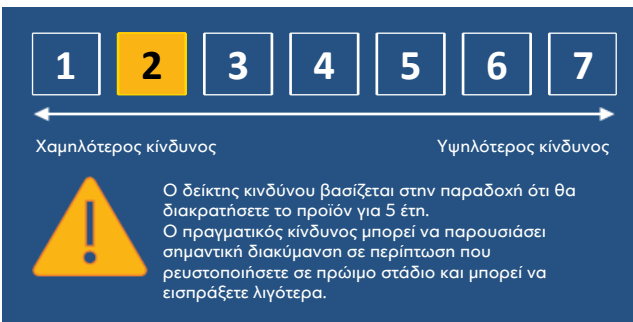 1 2 3 4 5 6 7
Χαμηλότερος κίνδυνος Υψηλότερος κίνδυνος
Ο δείκτης κινδύνου βασίζεται στην παραδοχή ότι θα
διακρατήσετε το προϊόν για 5 έτη.
Ο πραγματικός κίνδυνος μπορεί να παρουσιάσει
σημαντική διακύμανση σε περίπτωση που
ρευστοποιήσετε σε πρώιμο στάδιο και μπορεί να
εισπράξετε λιγότερα.